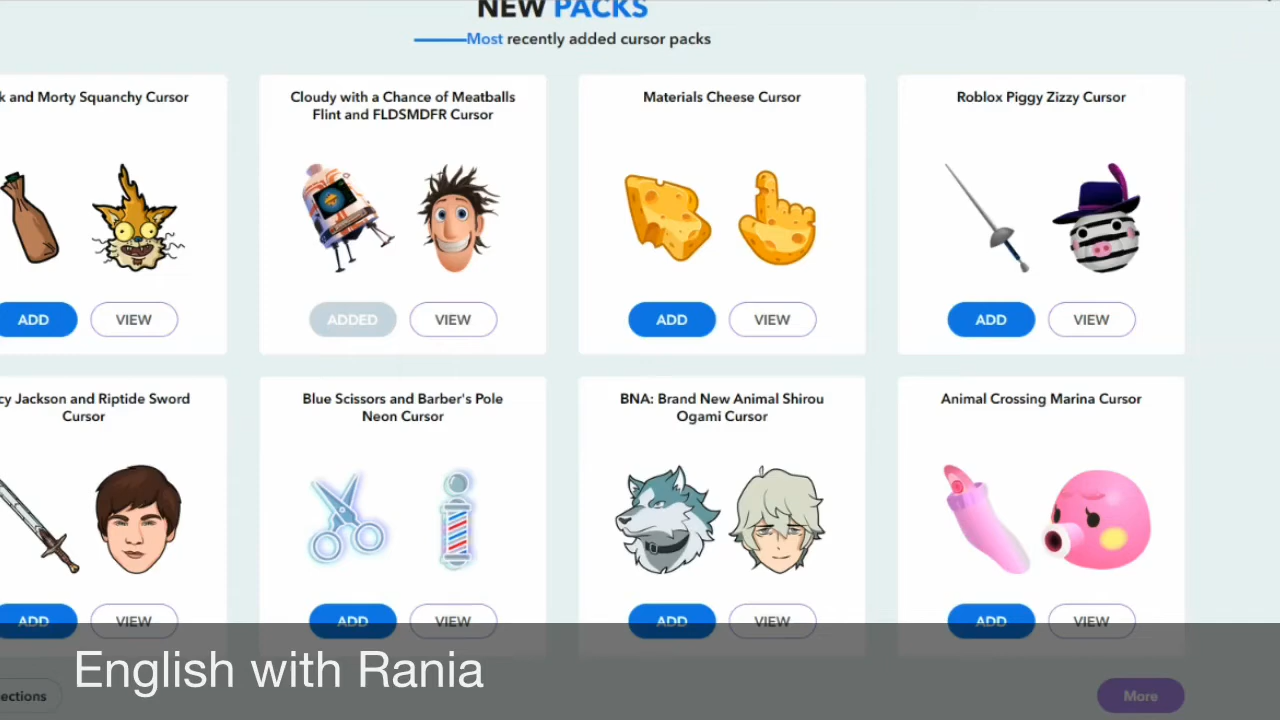 NEW PACKS
Most recently added cursor packs
k and Morty Squanchy Cursor
Cloudy with a Chance of Meatballs
Flint and FLDSMDFR Cursor
Materials Cheese Cursor
Roblox Piggy Zizzy Cursor
ADD
VIEW
ADDED
VIEW
ADD
VIEW
ADD
VIEW
cy Jackson and Riptide Sword
Cursor
Blue Scissors and Barber's Pole
Neon Cursor
BNA: Brand New Animal Shirou
Ogami Cursor
Animal Crossing Marina Cursor
ADD
VIEW
ADD
VIEW
ADD
VIEW
ADD
VIEW
English with Rania
ections
More